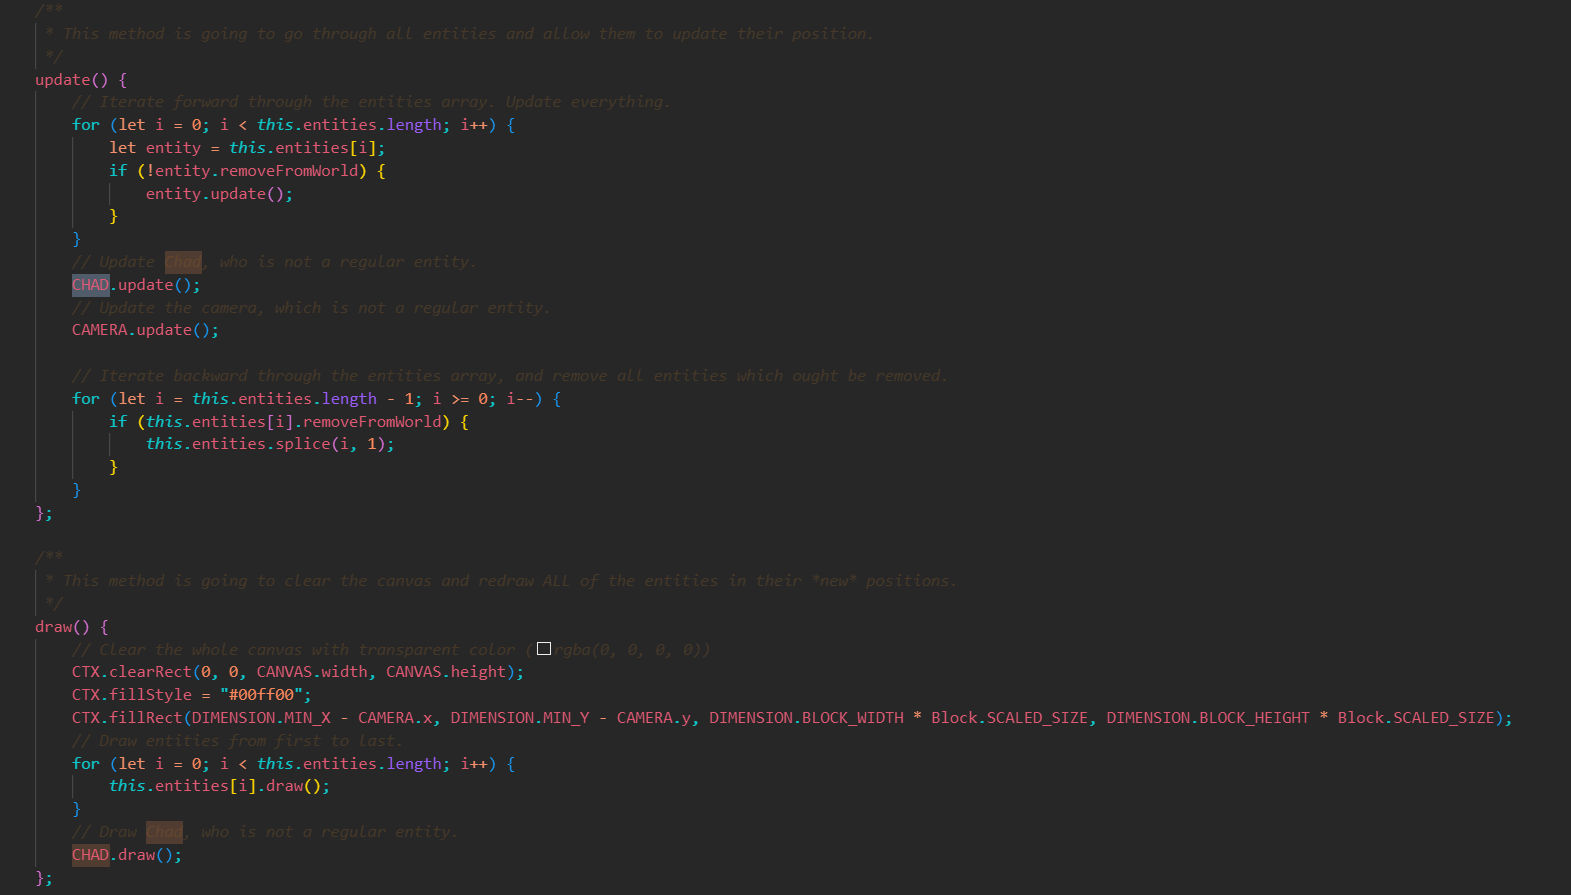 /**
 * This method is going to go through all entities and allow them to update their position.
 */
update() {
    // Iterate forward through the entities array. Update everything.
    for (let i = 0; i < this.entities.length; i++) {
        let entity = this.entities[i];
        if (!entity.removeFromWorld) {
            entity.update();
        }
    }
    // Update Chad, who is not a regular entity.
    CHAD.update();
    // Update the camera, which is not a regular entity.
    CAMERA.update();

    // Iterate backward through the entities array, and remove all entities which ought be removed.
    for (let i = this.entities.length - 1; i >= 0; i--) {
        if (this.entities[i].removeFromWorld) {
            this.entities.splice(i, 1);
        }
    }
};

/**
 * This method is going to clear the canvas and redraw ALL of the entities in their *new* positions.
 */
draw() {
    // Clear the whole canvas with transparent color (rgba(0, 0, 0, 0))
    CTX.clearRect(0, 0, CANVAS.width, CANVAS.height);
    CTX.fillStyle = "#00ff00";
    CTX.fillRect(DIMENSION.MIN_X - CAMERA.x, DIMENSION.MIN_Y - CAMERA.y, DIMENSION.BLOCK_WIDTH * Block.SCALED_SIZE, DIMENSION.BLOCK_HEIGHT * Block.SCALED_SIZE);
    // Draw entities from first to last.
    for (let i = 0; i < this.entities.length; i++) {
        this.entities[i].draw();
    }
    // Draw Chad, who is not a regular entity.
    CHAD.draw();
};